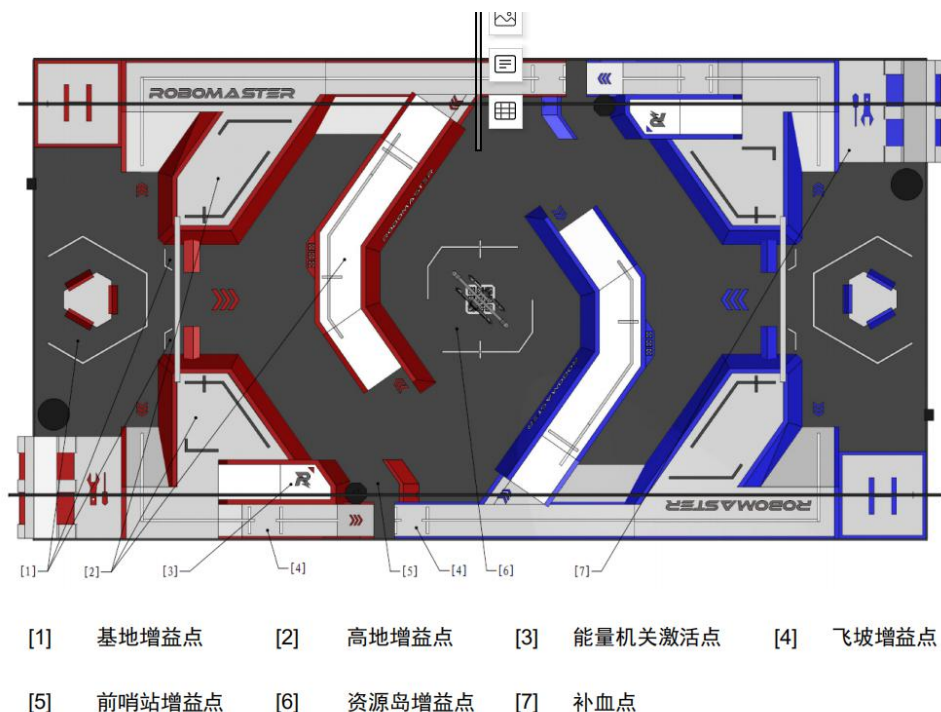 ROBOMASTER
ROBOMASTER
ROBOMASTER
ROBOMASTER
[1] [2] [3] [4] [5] [4] [6] [7]
[1] 基地增益点 [2] 高地增益点 [3] 能量机关激活点 [4] 飞坡增益点
[5] 前哨站增益点 [6] 资源岛增益点 [7] 补血点